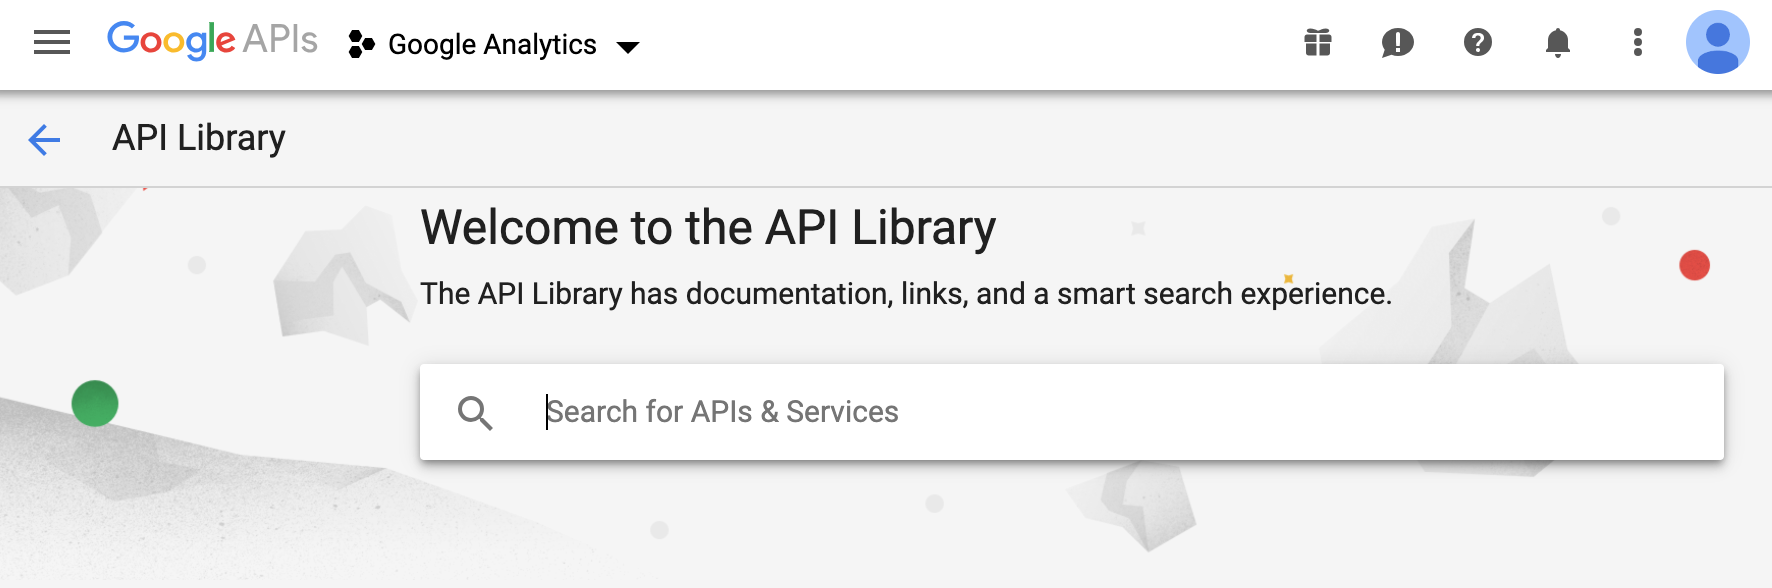 Google APIs Google Analytics
API Library
Welcome to the API Library
The API Library has documentation, links, and a smart search experience.
Search for APIs & Services